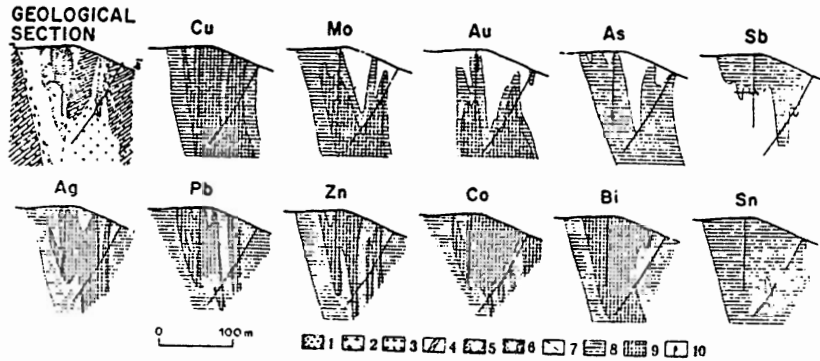 GEOLOGICAL
SECTION
Cu Mo Au As Sb
Ag Pb Zn Co Bi Sn
0 100 m
1 2 3 4 5 6 7 8 9 10